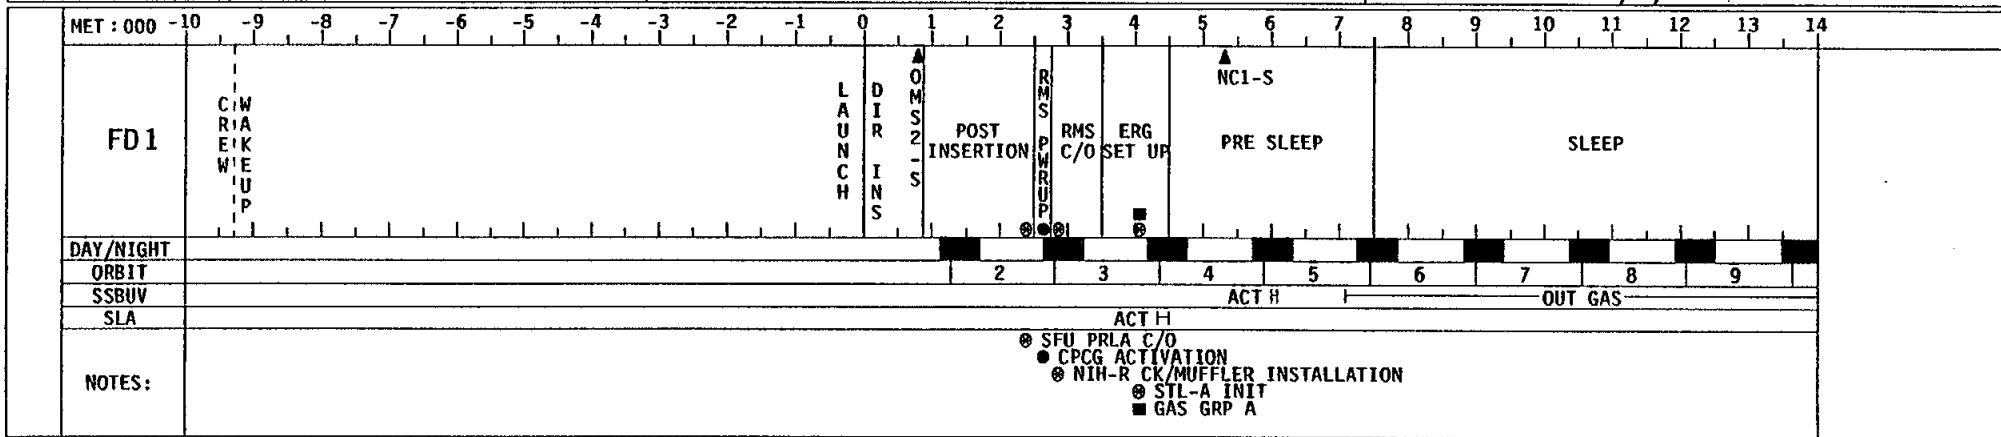 MET : 000 -10 -9 -8 -7 -6 -5 -4 -3 -2 -1 0 1 2 3 4 5 6 7 8 9 10 11 12 13 14
FD1
CREW WAKEUP
LAUNCH
DIR INS
OMS2-S
POST INSERTION
RMS PWRUP
RMS C/O
ERG SET UP
NC1-S
PRE SLEEP
SLEEP
DAY/NIGHT
ORBIT 2 3 4 5 6 7 8 9
SSBUV ACT OUT GAS
SLA ACT
NOTES:
SFU PRLA C/O
CPCG ACTIVATION
NIH-R CK/MUFFLER INSTALLATION
STL-A INIT
GAS GRP A